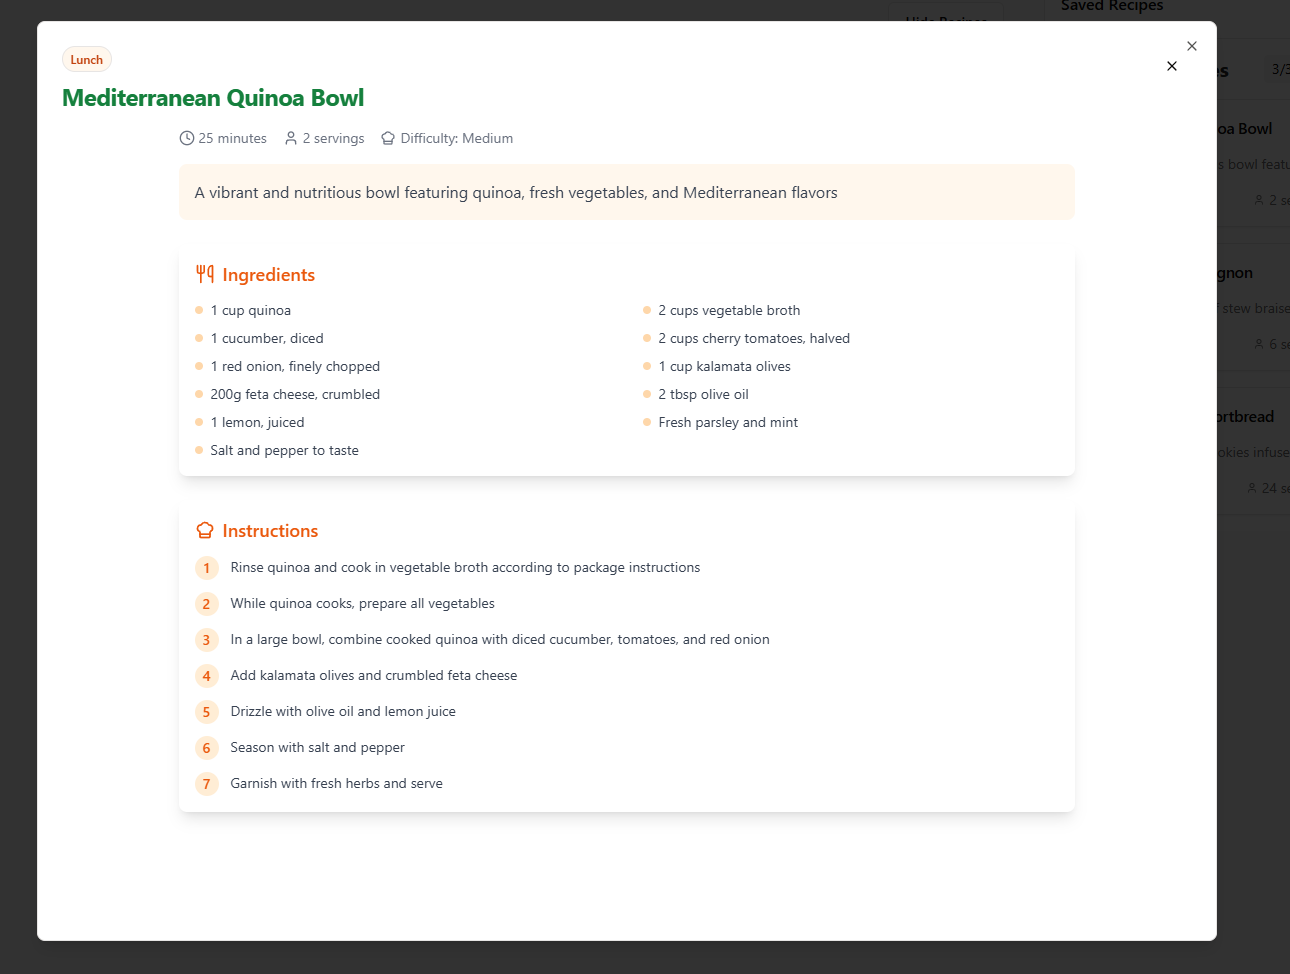 Saved Recipes
Lunch
Mediterranean Quinoa Bowl
25 minutes 2 servings Difficulty: Medium
A vibrant and nutritious bowl featuring quinoa, fresh vegetables, and Mediterranean flavors
Ingredients
1 cup quinoa
2 cups vegetable broth
1 cucumber, diced
2 cups cherry tomatoes, halved
1 red onion, finely chopped
1 cup kalamata olives
200g feta cheese, crumbled
2 tbsp olive oil
1 lemon, juiced
Fresh parsley and mint
Salt and pepper to taste
Instructions
1 Rinse quinoa and cook in vegetable broth according to package instructions
2 While quinoa cooks, prepare all vegetables
3 In a large bowl, combine cooked quinoa with diced cucumber, tomatoes, and red onion
4 Add kalamata olives and crumbled feta cheese
5 Drizzle with olive oil and lemon juice
6 Season with salt and pepper
7 Garnish with fresh herbs and serve
es 3/3
oa Bowl
s bowl featu
2 se
gnon
stew braise
6 se
ortbread
okies infuse
24 se